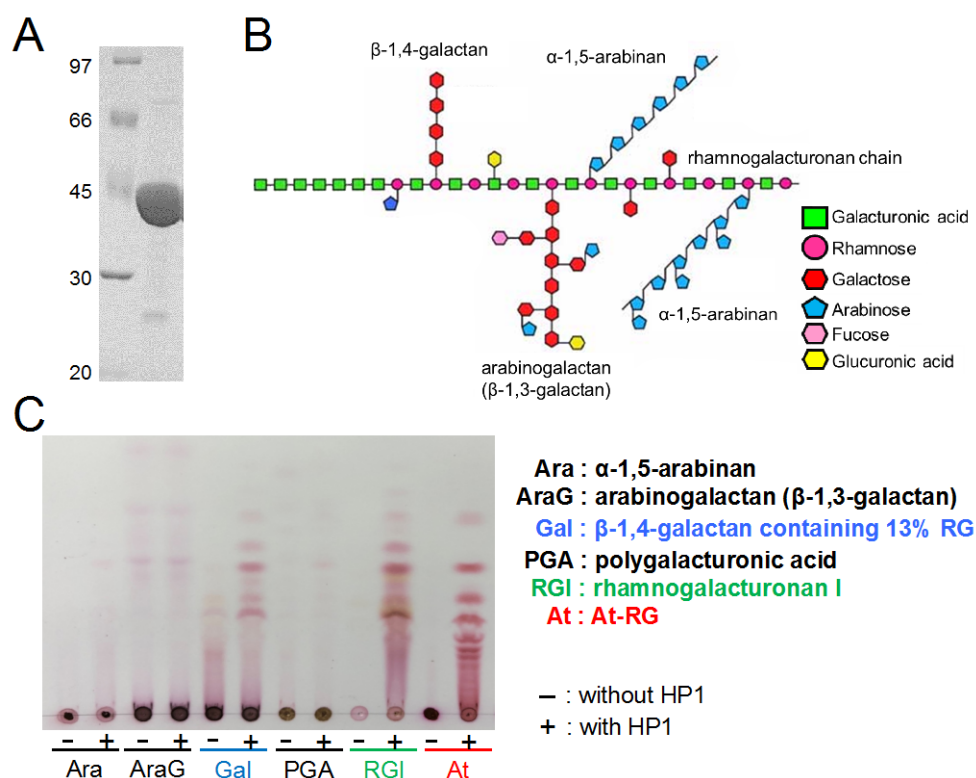 A
97
66
45
30
20
B
β-1,4-galactan
α-1,5-arabinan
rhamnogalacturonan chain
α-1,5-arabinan
arabinogalactan
(β-1,3-galactan)
Galacturonic acid
Rhamnose
Galactose
Arabinose
Fucose
Glucuronic acid
C
− + − + − + − + − + − +
Ara AraG Gal PGA RGI At
Ara : α-1,5-arabinan
AraG : arabinogalactan (β-1,3-galactan)
Gal : β-1,4-galactan containing 13% RG
PGA : polygalacturonic acid
RGI : rhamnogalacturonan I
At : At-RG
− : without HP1
+ : with HP1